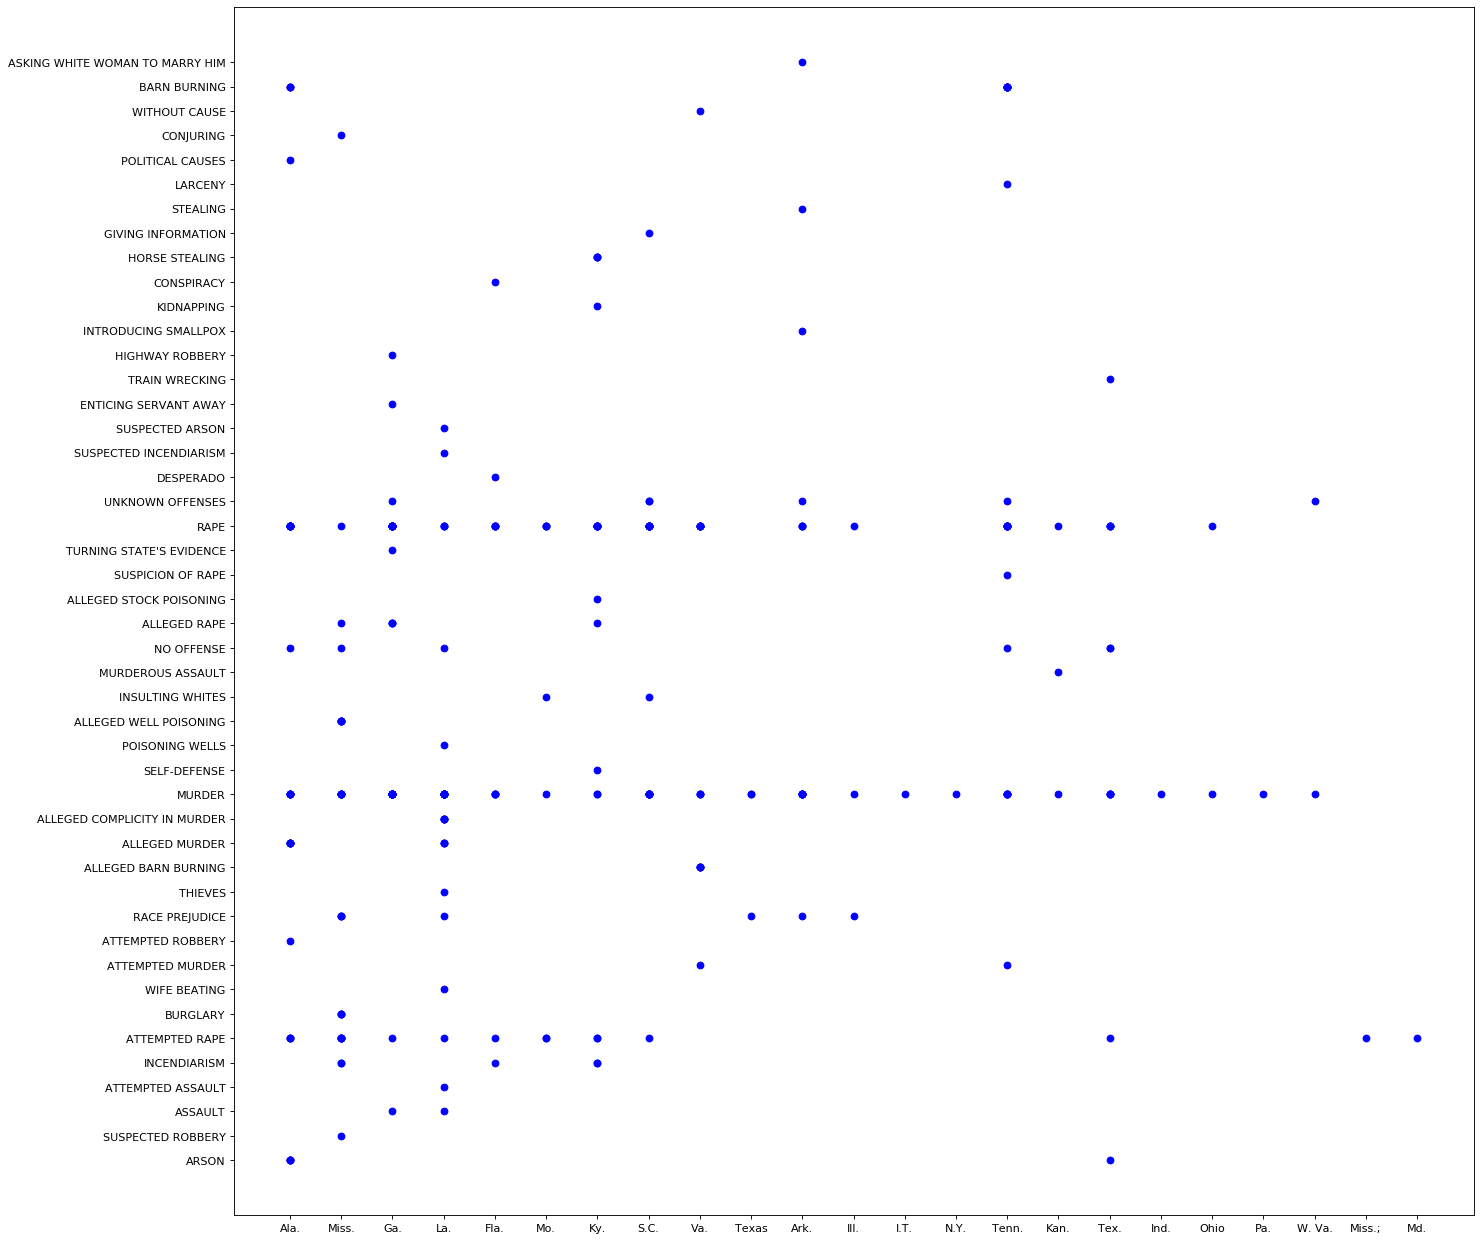 ASKING WHITE WOMAN TO MARRY HIM
BARN BURNING
WITHOUT CAUSE
CONJURING
POLITICAL CAUSES
LARCENY
STEALING
GIVING INFORMATION
HORSE STEALING
CONSPIRACY
KIDNAPPING
INTRODUCING SMALLPOX
HIGHWAY ROBBERY
TRAIN WRECKING
ENTICING SERVANT AWAY
SUSPECTED ARSON
SUSPECTED INCENDIARISM
DESPERADO
UNKNOWN OFFENSES
RAPE
TURNING STATE'S EVIDENCE
SUSPICION OF RAPE
ALLEGED STOCK POISONING
ALLEGED RAPE
NO OFFENSE
MURDEROUS ASSAULT
INSULTING WHITES
ALLEGED WELL POISONING
POISONING WELLS
SELF-DEFENSE
MURDER
ALLEGED COMPLICITY IN MURDER
ALLEGED MURDER
ALLEGED BARN BURNING
THIEVES
RACE PREJUDICE
ATTEMPTED ROBBERY
ATTEMPTED MURDER
WIFE BEATING
BURGLARY
ATTEMPTED RAPE
INCENDIARISM
ATTEMPTED ASSAULT
ASSAULT
SUSPECTED ROBBERY
ARSON
Ala. Miss. Ga. La. Fla. Mo. Ky. S.C. Va. Texas Ark. Ill. I.T. N.Y. Tenn. Kan. Tex. Ind. Ohio Pa. W. Va. Miss.; Md.